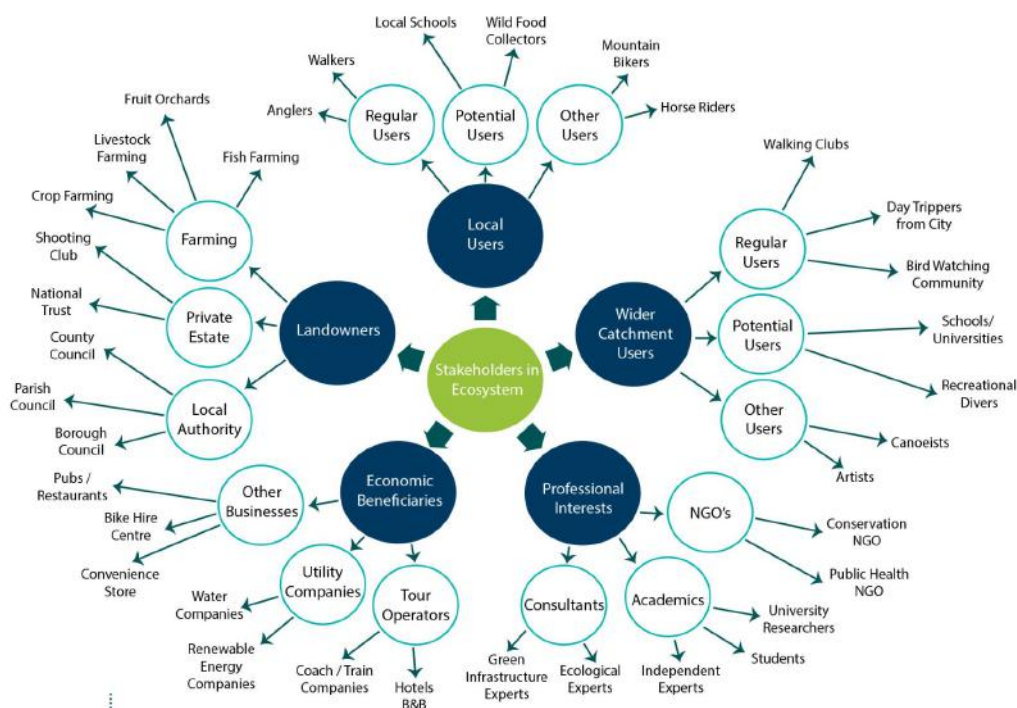 Local Schools
Wild Food
Collectors
Mountain
Bikers
Walkers
Anglers
Horse Riders
Regular
Users
Potential
Users
Other
Users
Local
Users
Fruit Orchards
Livestock
Farming
Fish Farming
Crop Farming
Farming
Shooting
Club
National
Trust
Private
Estate
County
Council
Parish
Council
Borough
Council
Local
Authority
Landowners
Stakeholders in
Ecosystem
Wider
Catchment
Users
Walking Clubs
Regular
Users
Day Trippers
from City
Bird Watching
Community
Potential
Users
Schools/
Universities
Recreational
Divers
Other
Users
Canoeists
Artists
Economic
Beneficiaries
Other
Businesses
Pubs /
Restaurants
Bike Hire
Centre
Convenience
Store
Utility
Companies
Water
Companies
Renewable
Energy
Companies
Tour
Operators
Coach / Train
Companies
Hotels
B&B
Professional
Interests
NGO's
Conservation
NGO
Public Health
NGO
Academics
University
Researchers
Students
Independent
Experts
Consultants
Green
Infrastructure
Experts
Ecological
Experts